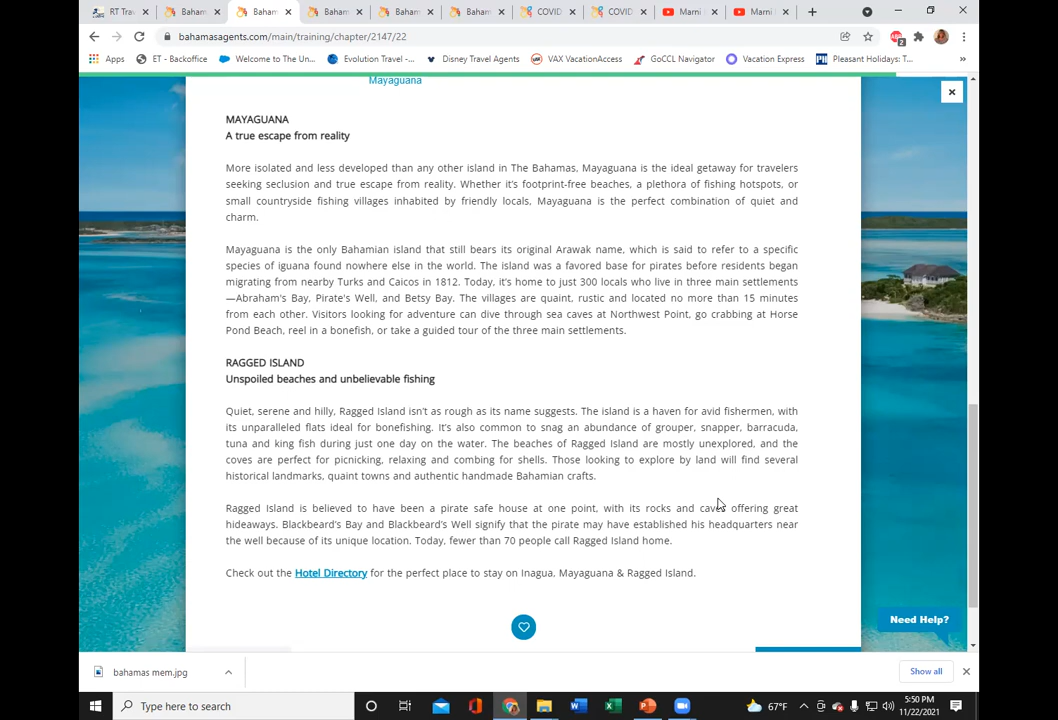 RT Trav
Baham
Baham
Baham
Baham
Baham
COVID
COVID
Marni
Marni
bahamasagents.com/main/training/chapter/2147/22
2
Apps
ET - Backoffice
Welcome to The Un...
Evolution Travel -...
Disney Travel Agents
VAX VacationAccess
GoCCL Navigator
Vacation Express
Pleasant Holidays: T...
Mayaguana
MAYAGUANA
A true escape from reality
More isolated and less developed than any other island in The Bahamas, Mayaguana is the ideal getaway for travelers
seeking seclusion and true escape from reality. Whether it's footprint-free beaches, a plethora of fishing hotspots, or
small countryside fishing villages inhabited by friendly locals, Mayaguana is the perfect combination of quiet and
charm.
Mayaguana is the only Bahamian island that still bears its original Arawak name, which is said to refer to a specific
species of iguana found nowhere else in the world. The island was a favored base for pirates before residents began
migrating from nearby Turks and Caicos in 1812. Today, it's home to just 300 locals who live in three main settlements
—Abraham's Bay, Pirate's Well, and Betsy Bay. The villages are quaint, rustic and located no more than 15 minutes
from each other. Visitors looking for adventure can dive through sea caves at Northwest Point, go crabbing at Horse
Pond Beach, reel in a bonefish, or take a guided tour of the three main settlements.
RAGGED ISLAND
Unspoiled beaches and unbelievable fishing
Quiet, serene and hilly, Ragged Island isn't as rough as its name suggests. The island is a haven for avid fishermen, with
its unparalleled flats ideal for bonefishing. It's also common to snag an abundance of grouper, snapper, barracuda,
tuna and king fish during just one day on the water. The beaches of Ragged Island are mostly unexplored, and the
coves are perfect for picnicking, relaxing and combing for shells. Those looking to explore by land will find several
historical landmarks, quaint towns and authentic handmade Bahamian crafts.
Ragged Island is believed to have been a pirate safe house at one point, with its rocks and caves offering great
hideaways. Blackbeard's Bay and Blackbeard's Well signify that the pirate may have established his headquarters near
the well because of its unique location. Today, fewer than 70 people call Ragged Island home.
Check out the Hotel Directory for the perfect place to stay on Inagua, Mayaguana & Ragged Island.
Need Help?
bahamas mem.jpg
Show all
Type here to search
67°F
5:50 PM
11/22/2021